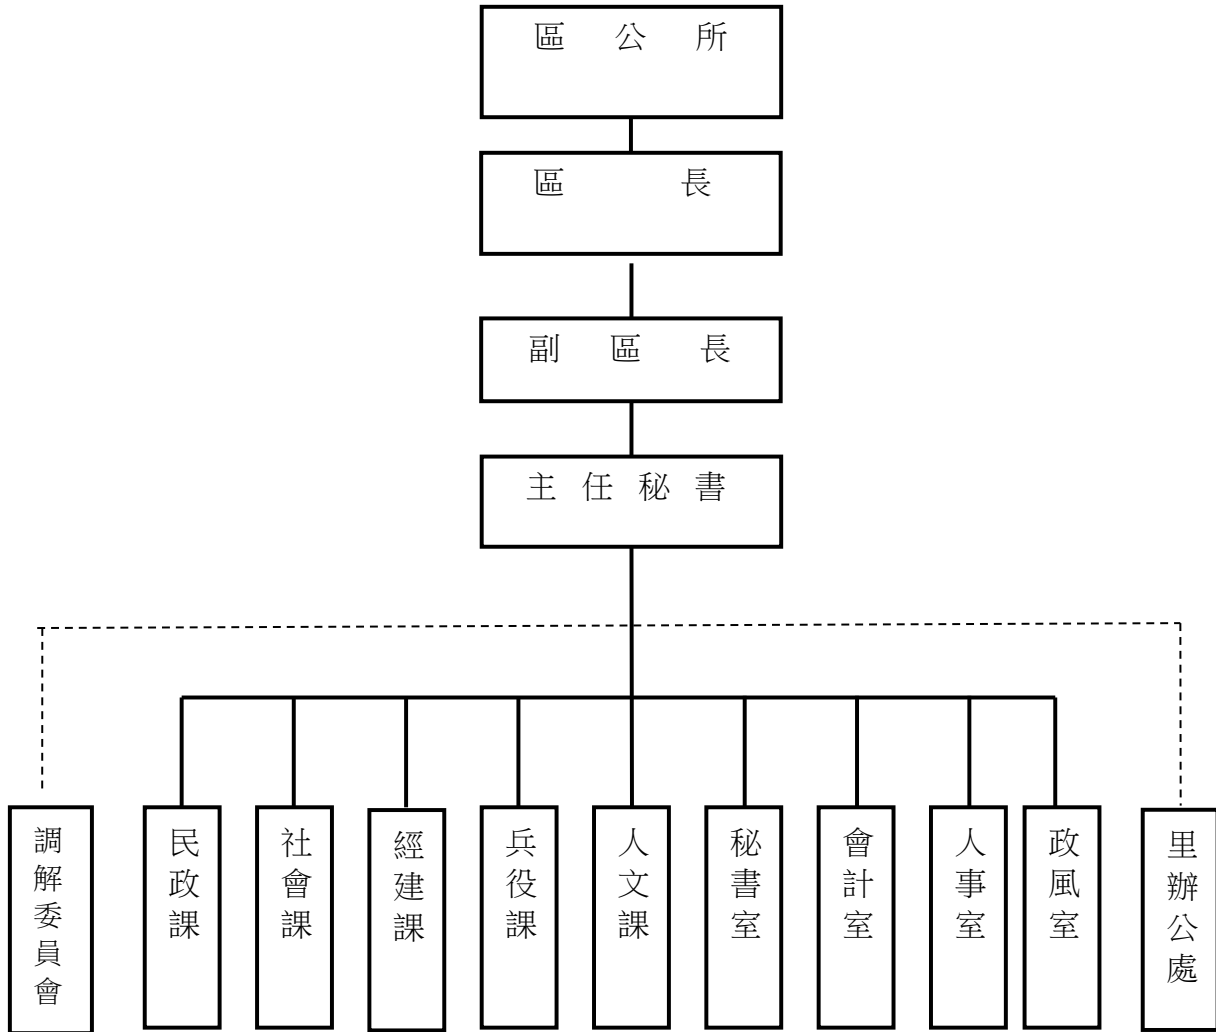 區公所
區長
副區長
主任秘書
調解委員會
民政課
社會課
經建課
兵役課
人文課
秘書室
會計室
人事室
政風室
里辦公處